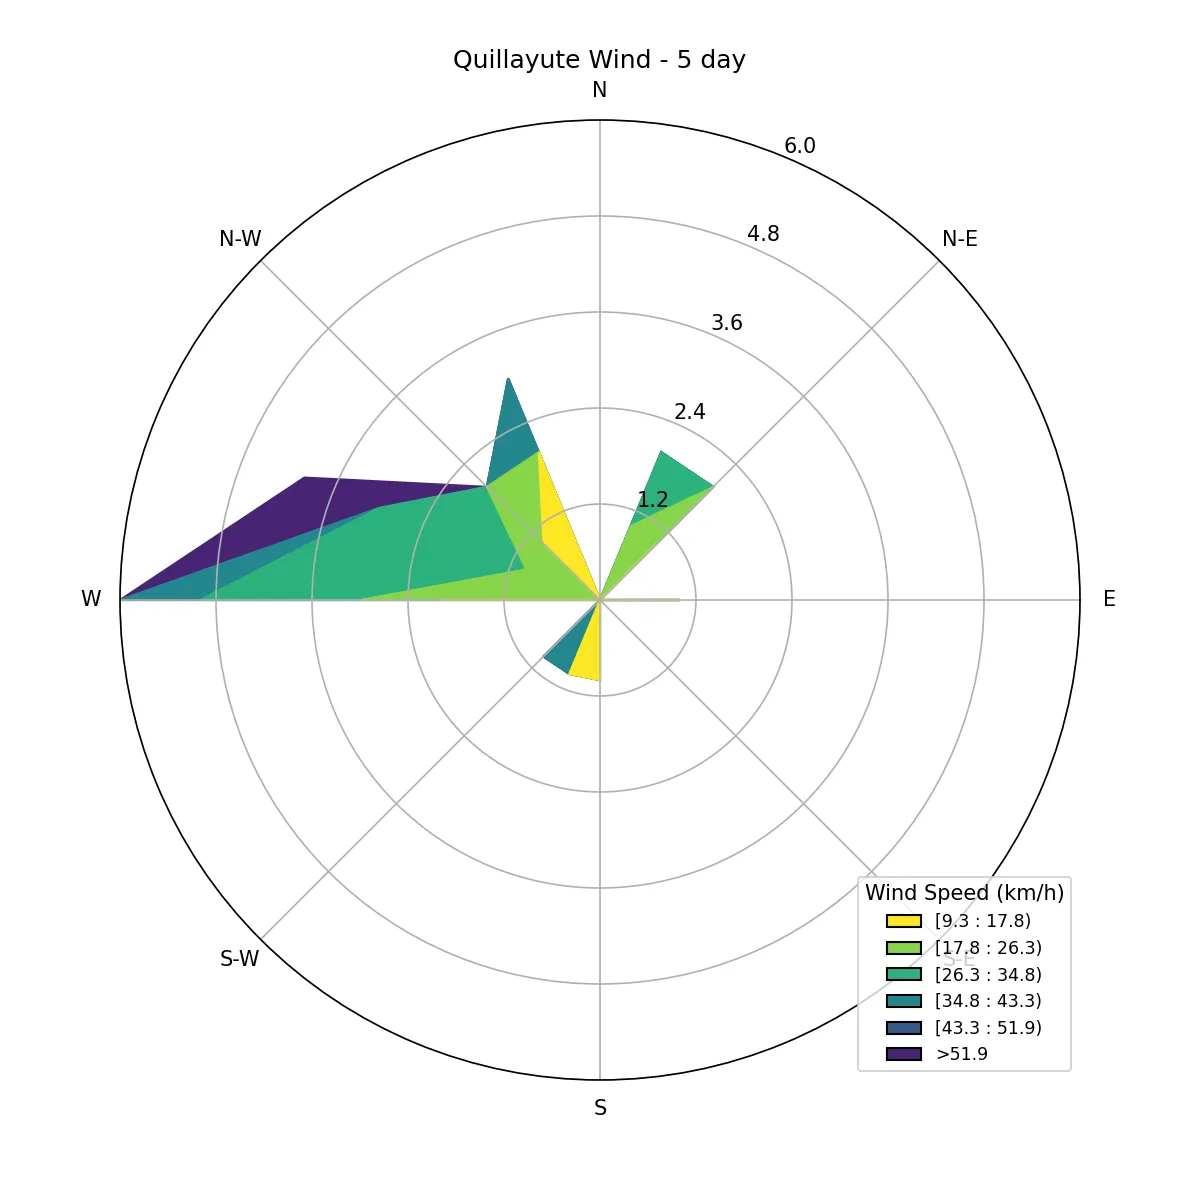 Quillayute Wind - 5 day
N
6.0
4.8
N-W
N-E
3.6
2.4
1.2
W
E
S-W
S-E
S
Wind Speed (km/h)
[9.3 : 17.8)
[17.8 : 26.3)
[26.3 : 34.8)
[34.8 : 43.3)
[43.3 : 51.9)
>51.9